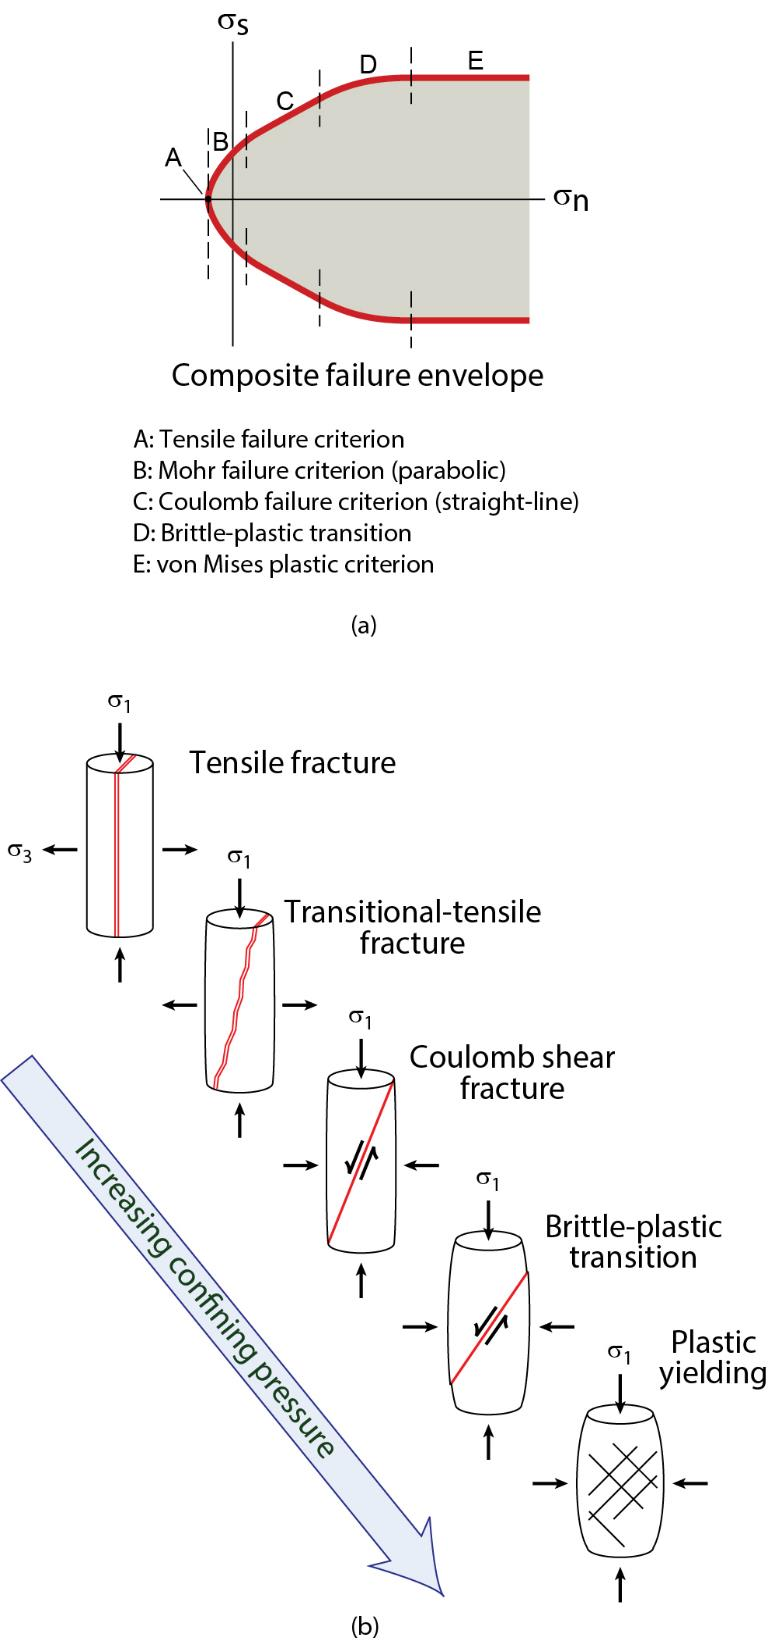 σs
D
E
C
B
A
σn
Composite failure envelope
A: Tensile failure criterion
B: Mohr failure criterion (parabolic)
C: Coulomb failure criterion (straight-line)
D: Brittle-plastic transition
E: von Mises plastic criterion
(a)
σ1
Tensile fracture
σ3
σ1
Transitional-tensile
fracture
σ1
Coulomb shear
fracture
σ1
Brittle-plastic
transition
σ1
Plastic
yielding
Increasing confining pressure
(b)